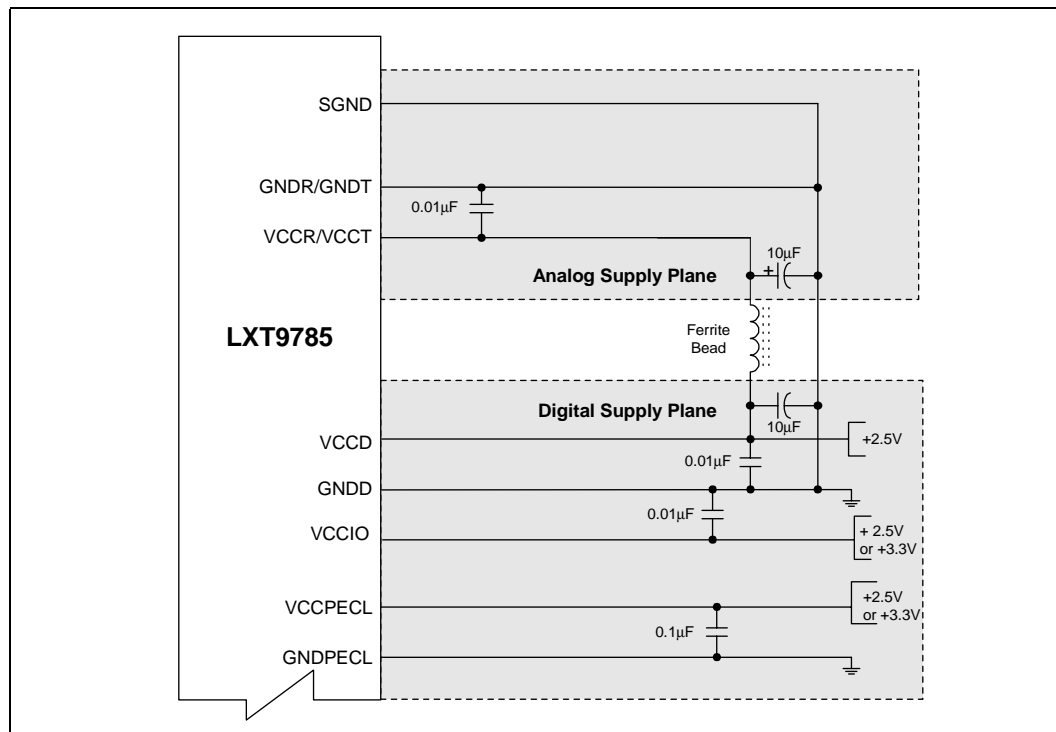 SGND
GNDR/GNDT
0.01µF
VCCR/VCCT
10µF
+
Analog Supply Plane
LXT9785
Ferrite
Bead
Digital Supply Plane
10µF
VCCD
+2.5V
0.01µF
GNDD
0.01µF
VCCIO
+ 2.5V
or +3.3V
VCCPECL
+2.5V
or +3.3V
0.1µF
GNDPECL